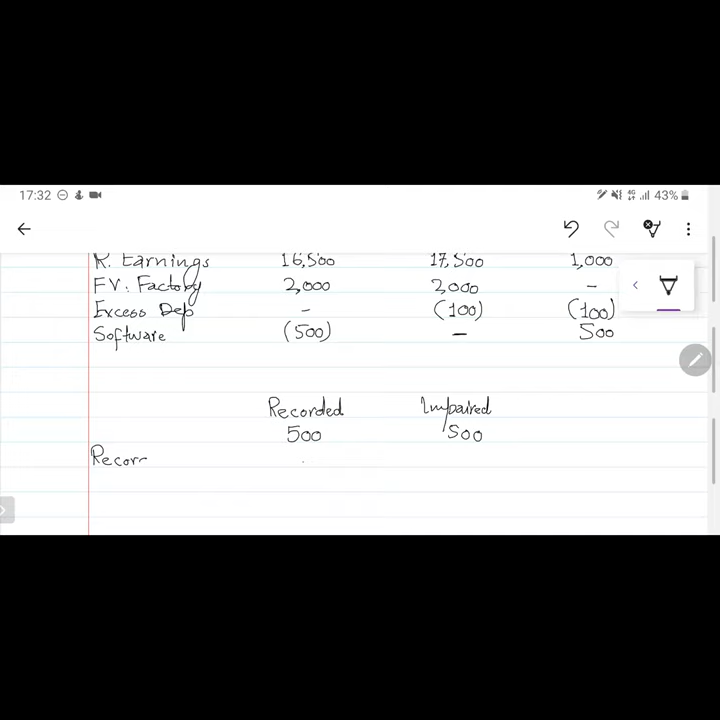 17:32 4G 43%
R. Earnings 16,500 17,500 1,000
FV: Factory 2,000 2,000 -
Excess Dep - (100) (100)
Software (500) - 500
Recorded Impaired
500 500
Recorr